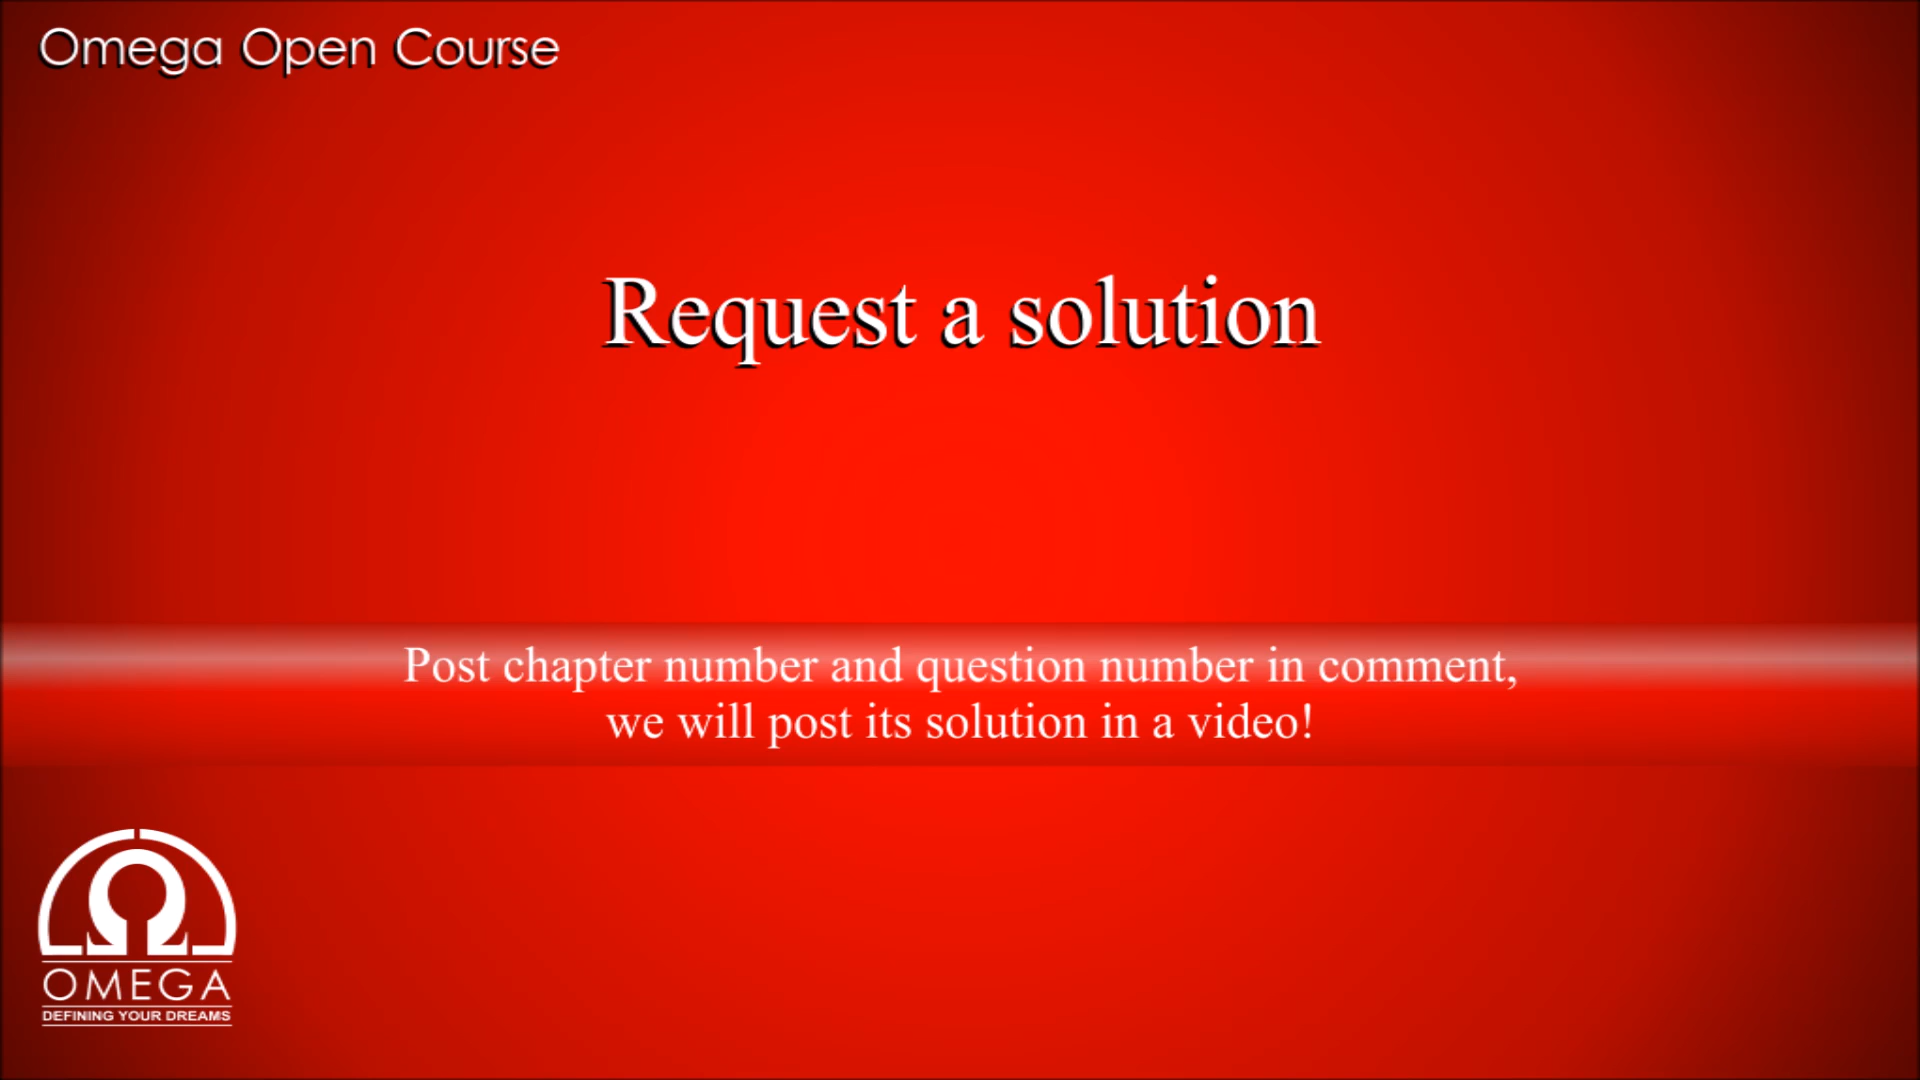 Omega Open Course
Request a solution
Post chapter number and question number in comment,
we will post its solution in a video!
Ω
OMEGA
DEFINING YOUR DREAMS